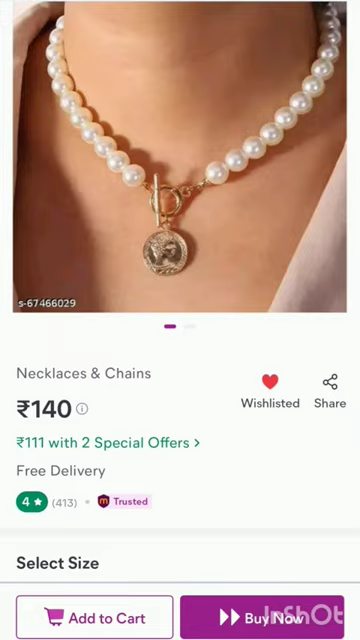 s-67466029
Necklaces & Chains
₹140
Wishlisted
Share
₹111 with 2 Special Offers >
Free Delivery
4 ★ (413) • m Trusted
Select Size
Add to Cart
Buy Now
InShOt